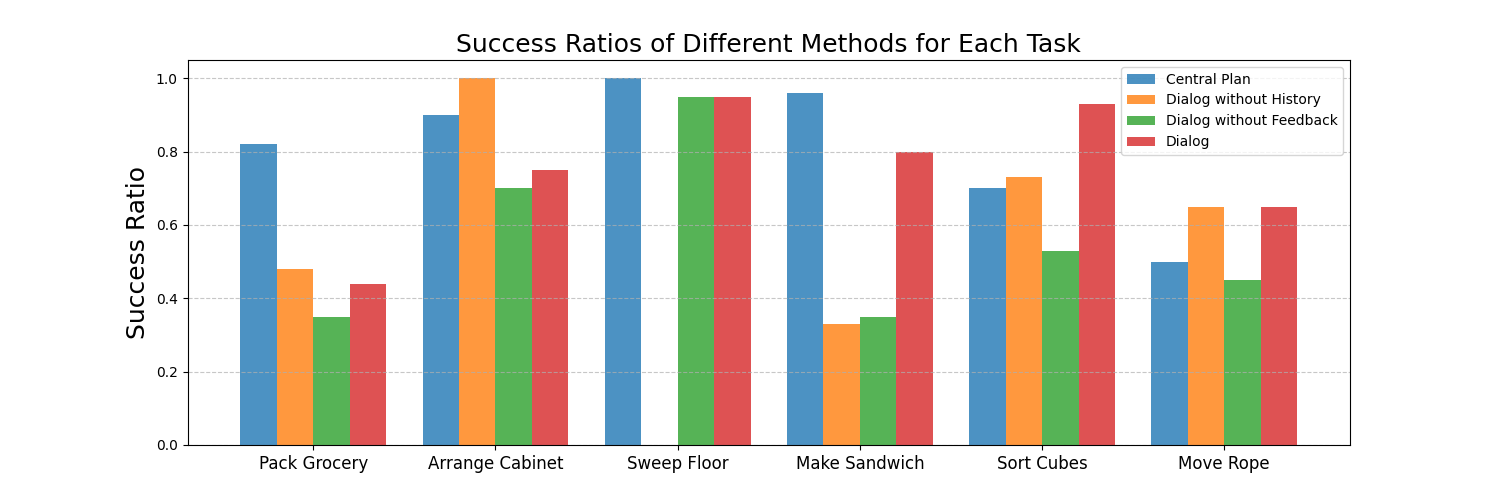 Success Ratios of Different Methods for Each Task
Success Ratio
1.0
0.8
0.6
0.4
0.2
0.0
Central Plan
Dialog without History
Dialog without Feedback
Dialog
Pack Grocery
Arrange Cabinet
Sweep Floor
Make Sandwich
Sort Cubes
Move Rope